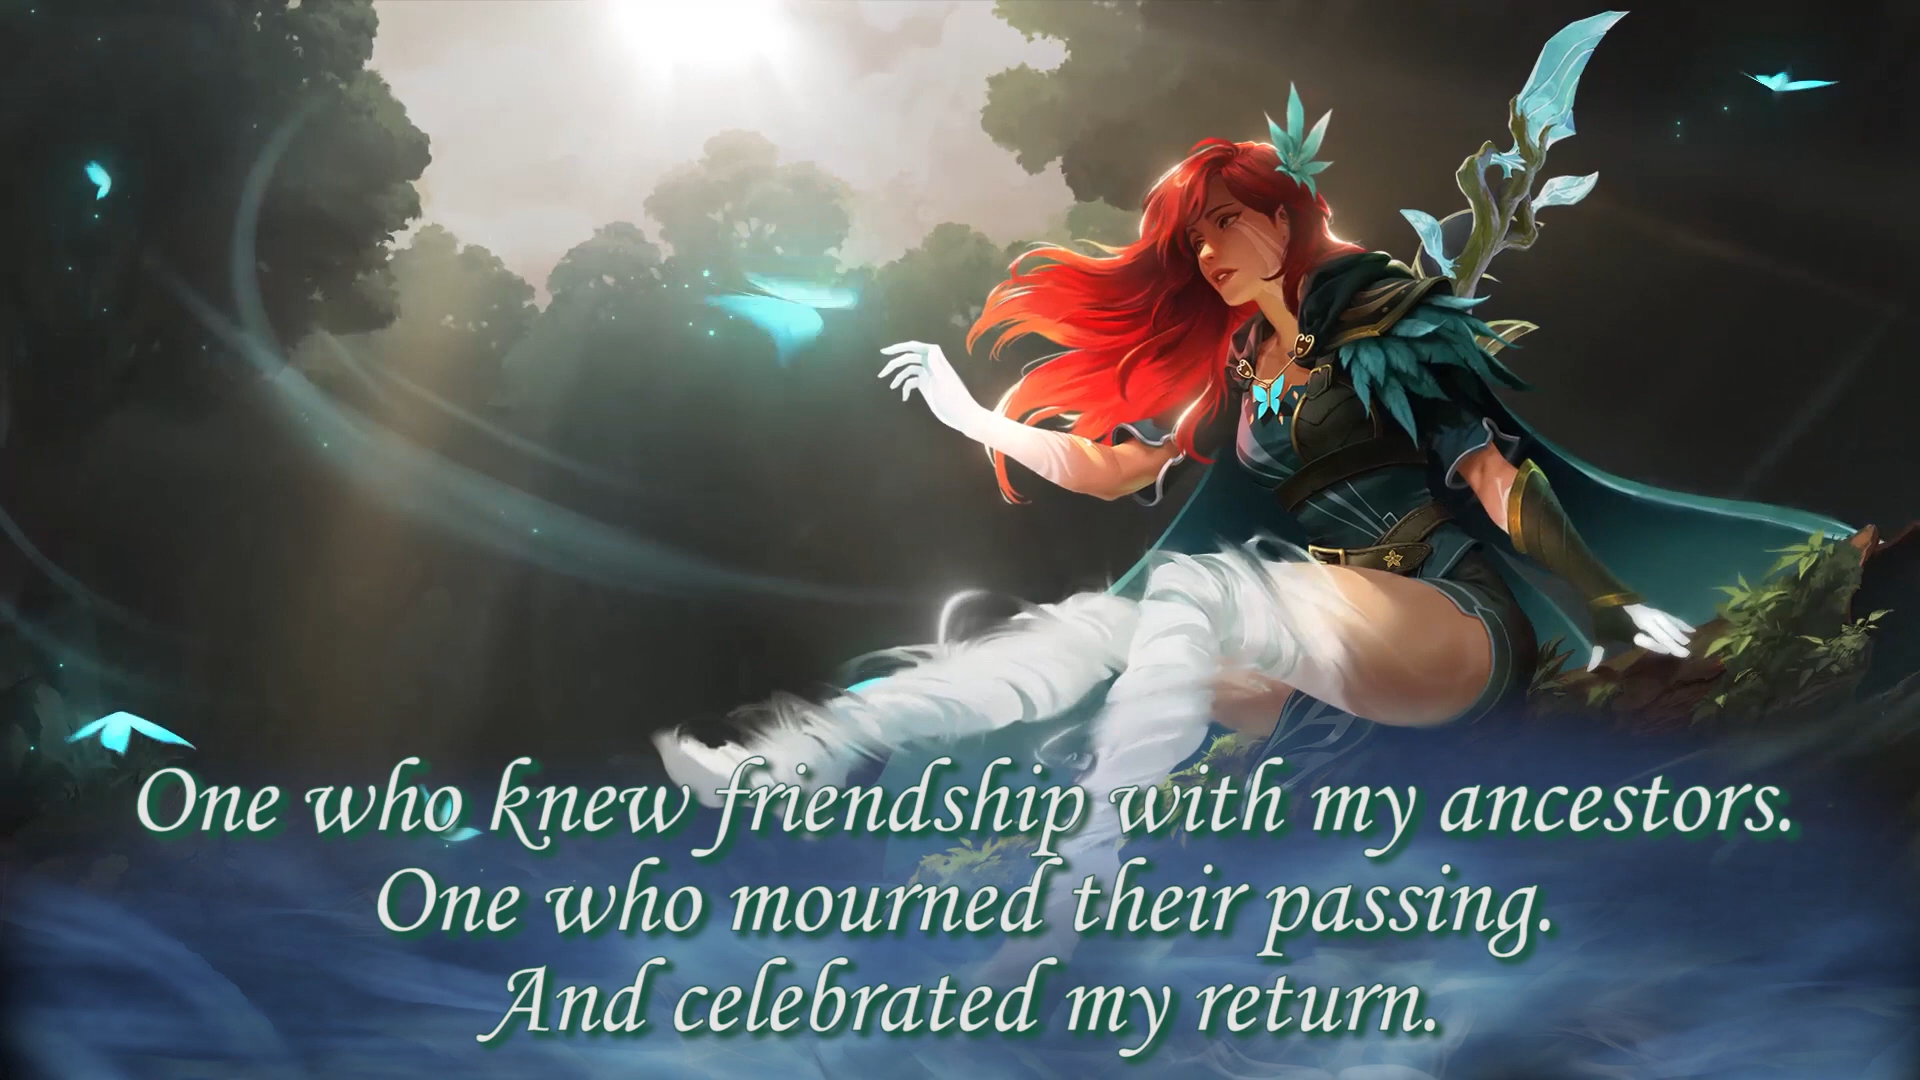 One who knew friendship with my ancestors.
One who mourned their passing.
And celebrated my return.